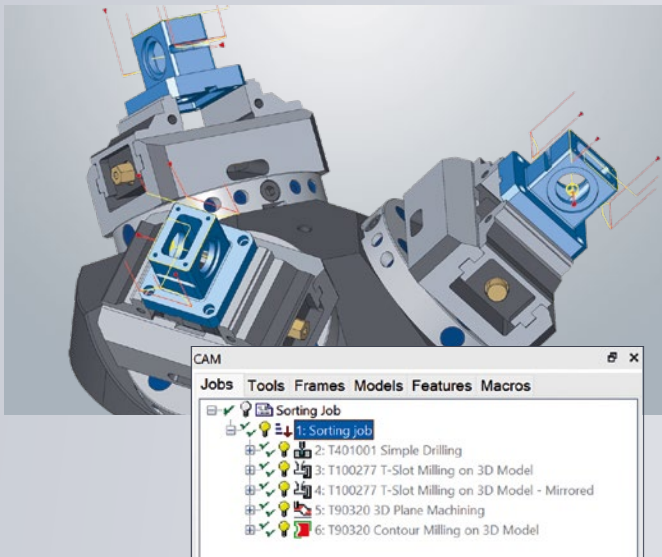 CAM
Jobs Tools Frames Models Features Macros
Sorting Job
1: Sorting job
2: T401001 Simple Drilling
3: T100277 T-Slot Milling on 3D Model
4: T100277 T-Slot Milling on 3D Model - Mirrored
5: T90320 3D Plane Machining
6: T90320 Contour Milling on 3D Model